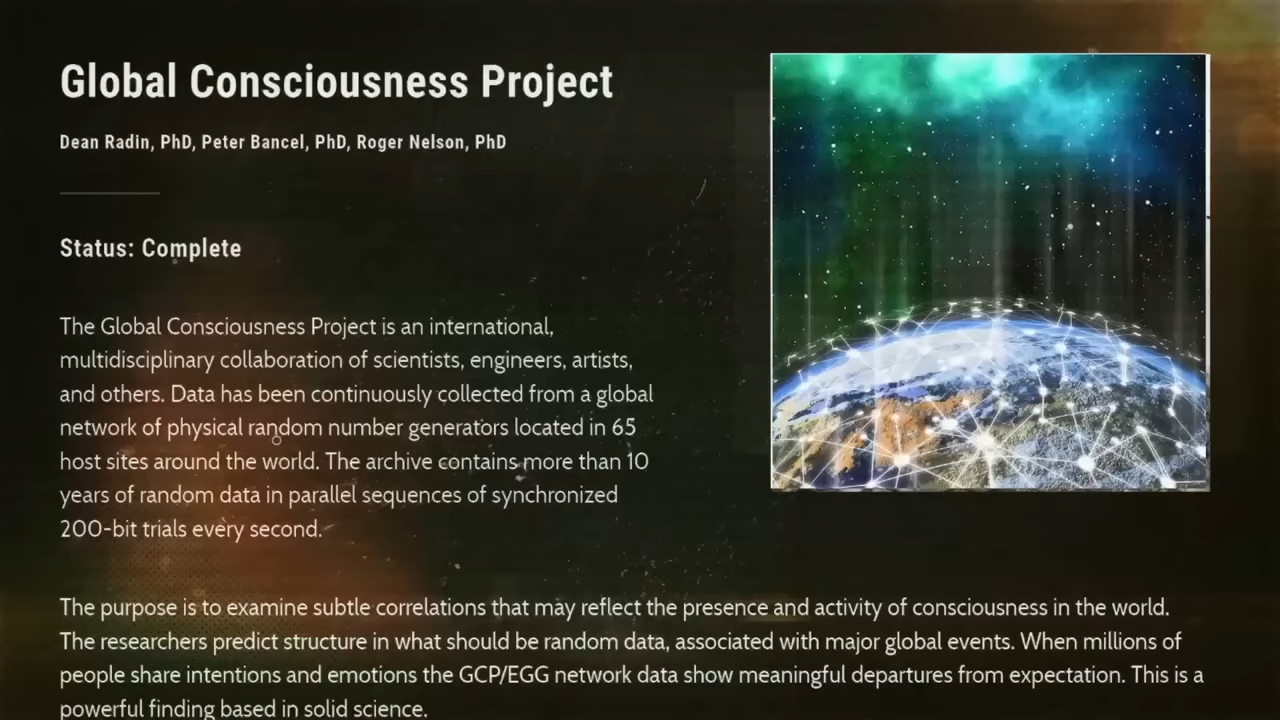 Global Consciousness Project
Dean Radin, PhD, Peter Bancel, PhD, Roger Nelson, PhD
Status: Complete
The Global Consciousness Project is an international,
multidisciplinary collaboration of scientists, engineers, artists,
and others. Data has been continuously collected from a global
network of physical random number generators located in 65
host sites around the world. The archive contains more than 10
years of random data in parallel sequences of synchronized
200-bit trials every second.
The purpose is to examine subtle correlations that may reflect the presence and activity of consciousness in the world.
The researchers predict structure in what should be random data, associated with major global events. When millions of
people share intentions and emotions the GCP/EGG network data show meaningful departures from expectation. This is a
powerful finding based in solid science.